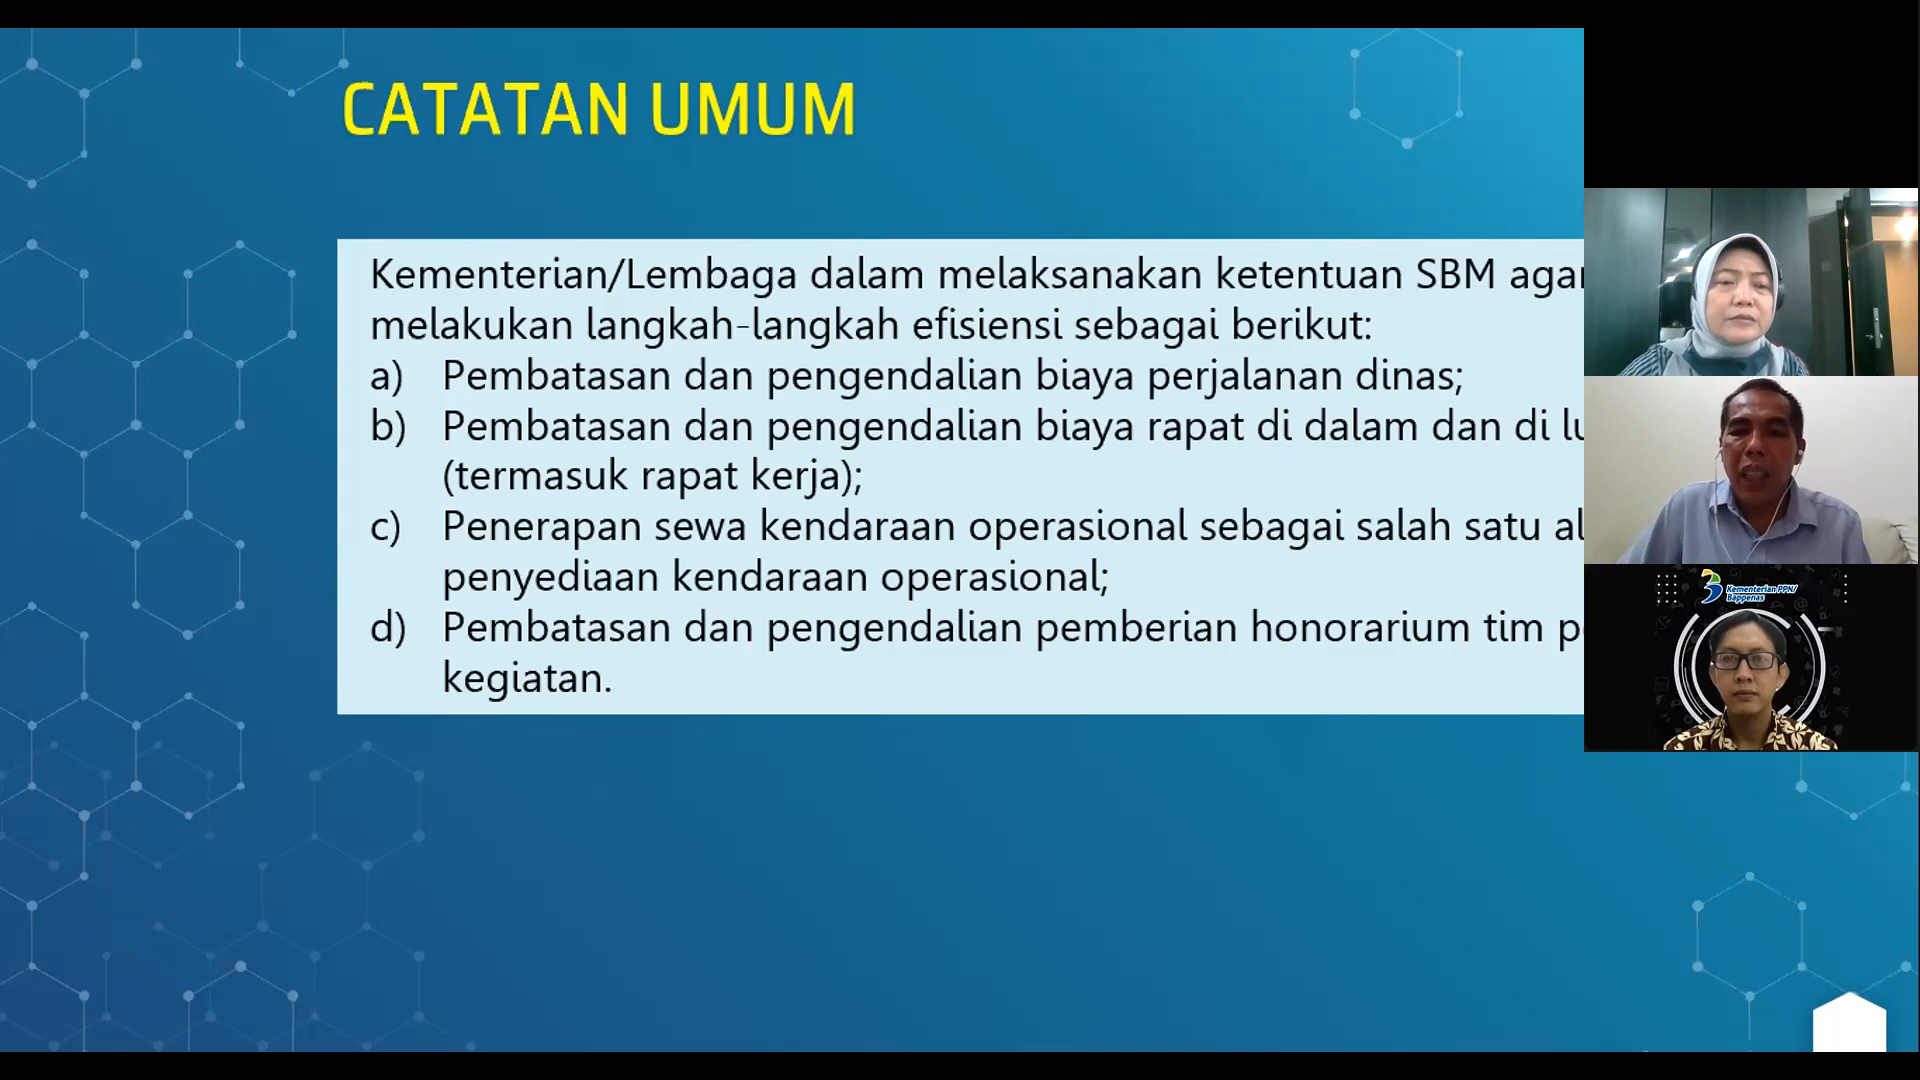 CATATAN UMUM
Kementerian/Lembaga dalam melaksanakan ketentuan SBM agar
melakukan langkah-langkah efisiensi sebagai berikut:
a) Pembatasan dan pengendalian biaya perjalanan dinas;
b) Pembatasan dan pengendalian biaya rapat di dalam dan di
(termasuk rapat kerja);
c) Penerapan sewa kendaraan operasional sebagai salah satu
penyediaan kendaraan operasional;
d) Pembatasan dan pengendalian pemberian honorarium tim
kegiatan.
Kementerian PPN/
Bappenas